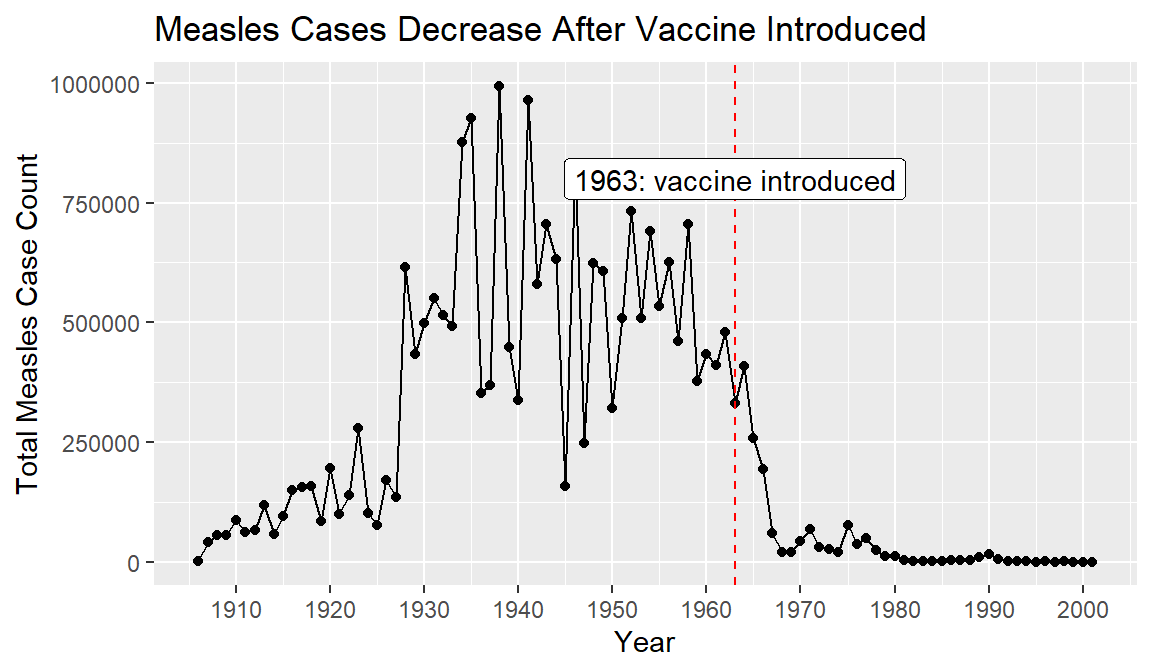 Measles Cases Decrease After Vaccine Introduced
1000000
750000
500000
250000
0
Total Measles Case Count
1963: vaccine introduced
1910 1920 1930 1940 1950 1960 1970 1980 1990 2000
Year